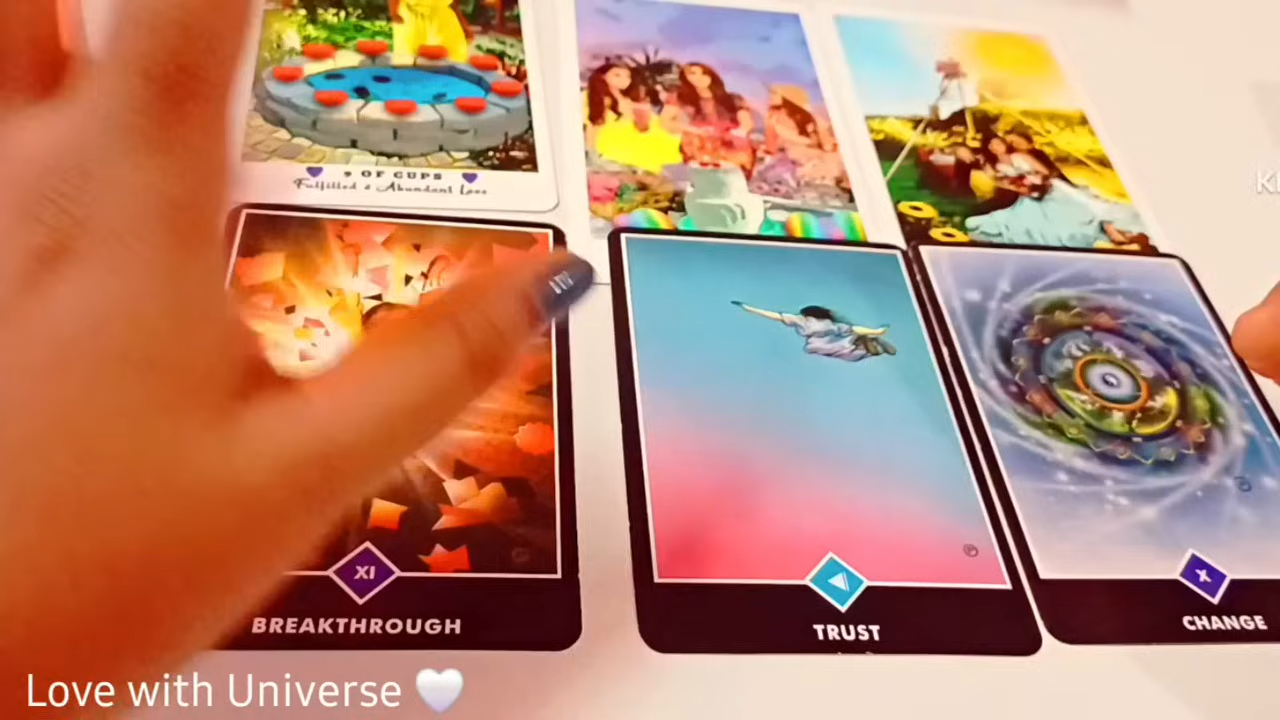 9 OF CUPS
Fulfilled & Abundant Love
XI
BREAKTHROUGH
TRUST
X
CHANGE
Love with Universe 🤍